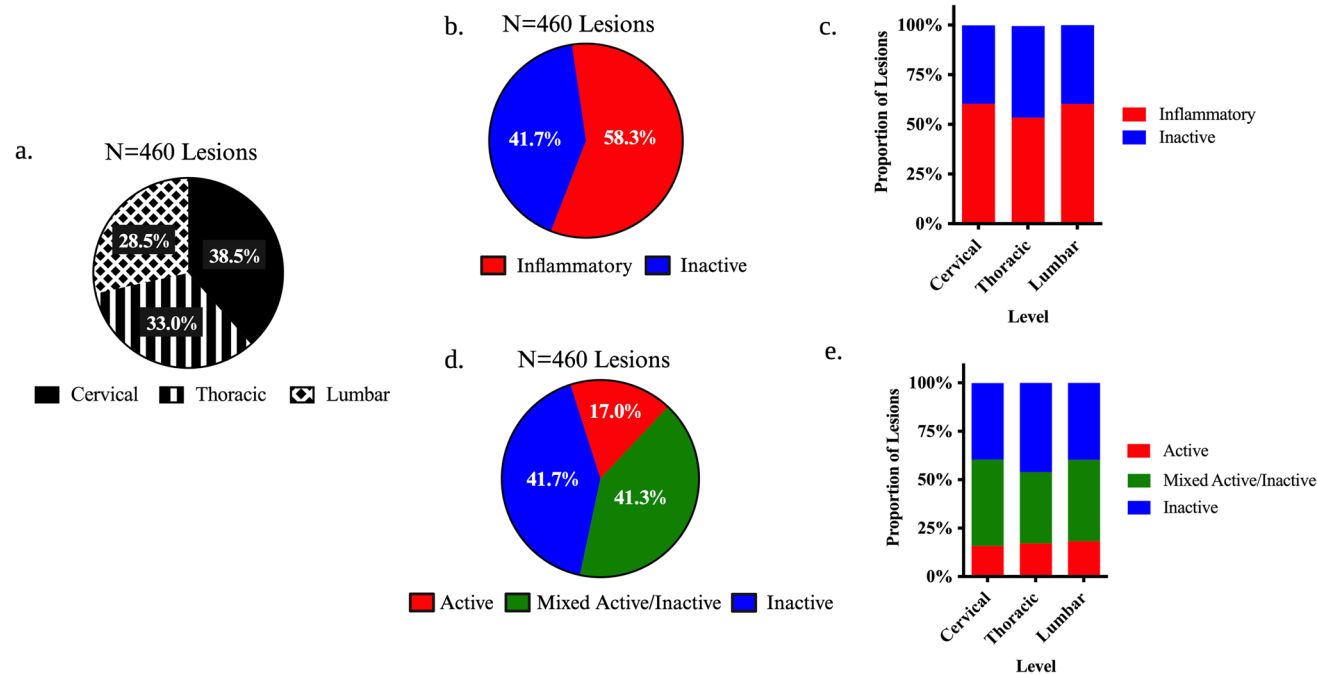 a.
N=460 Lesions
28.5%
38.5%
33.0%
Cervical Thoracic Lumbar
b.
N=460 Lesions
41.7%
58.3%
Inflammatory Inactive
c.
Proportion of Lesions
100%
75%
50%
25%
0%
Cervical
Thoracic
Lumbar
Level
Inflammatory
Inactive
d.
N=460 Lesions
17.0%
41.7%
41.3%
Active Mixed Active/Inactive Inactive
e.
Proportion of Lesions
100%
75%
50%
25%
0%
Cervical
Thoracic
Lumbar
Level
Active
Mixed Active/Inactive
Inactive